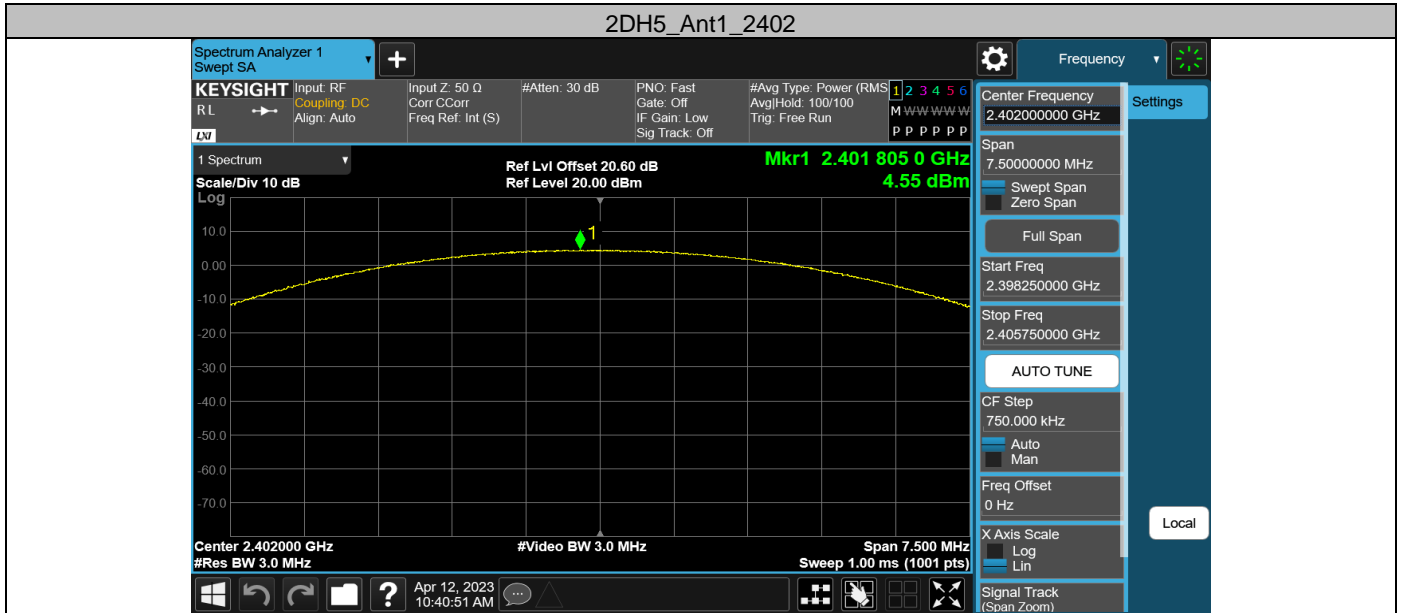 2DH5_Ant1_2402
Spectrum Analyzer 1
Swept SA
Frequency
KEYSIGHT
R L
LXI
Input: RF
Coupling: DC
Align: Auto
Input Z: 50 Ω
Corr CCorr
Freq Ref: Int (S)
#Atten: 30 dB
PNO: Fast
Gate: Off
IF Gain: Low
Sig Track: Off
#Avg Type: Power (RMS
Avg|Hold: 100/100
Trig: Free Run
1 2 3 4 5 6
M W W W W W
P P P P P P
1 Spectrum
Scale/Div 10 dB
Log
Ref Lvl Offset 20.60 dB
Ref Level 20.00 dBm
Mkr1 2.401 805 0 GHz
4.55 dBm
1
10.0
0.00
-10.0
-20.0
-30.0
-40.0
-50.0
-60.0
-70.0
Center 2.402000 GHz
#Video BW 3.0 MHz
Span 7.500 MHz
#Res BW 3.0 MHz
Sweep 1.00 ms (1001 pts)
Center Frequency
2.402000000 GHz
Settings
Span
7.50000000 MHz
Swept Span
Zero Span
Full Span
Start Freq
2.398250000 GHz
Stop Freq
2.405750000 GHz
AUTO TUNE
CF Step
750.000 kHz
Auto
Man
Freq Offset
0 Hz
Local
X Axis Scale
Log
Lin
Signal Track
(Span Zoom)
?
Apr 12, 2023
10:40:51 AM